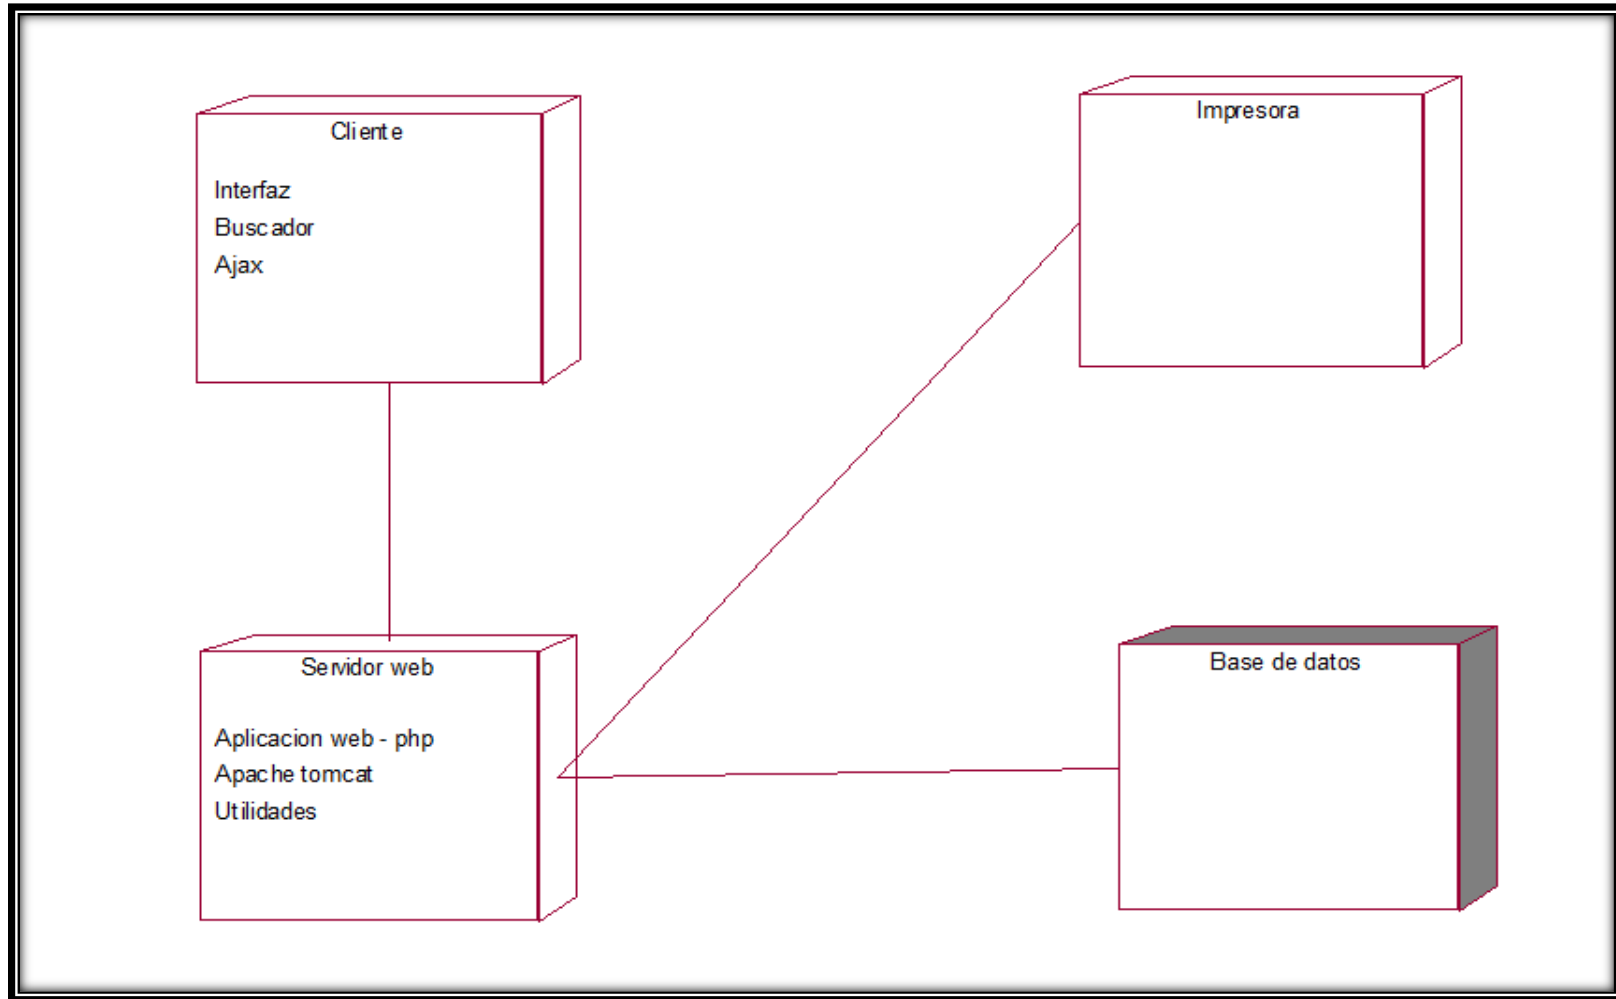 Cliente
Interfaz
Buscador
Ajax
Impresora
Servidor web
Aplicacion web - php
Apache tomcat
Utilidades
Base de datos